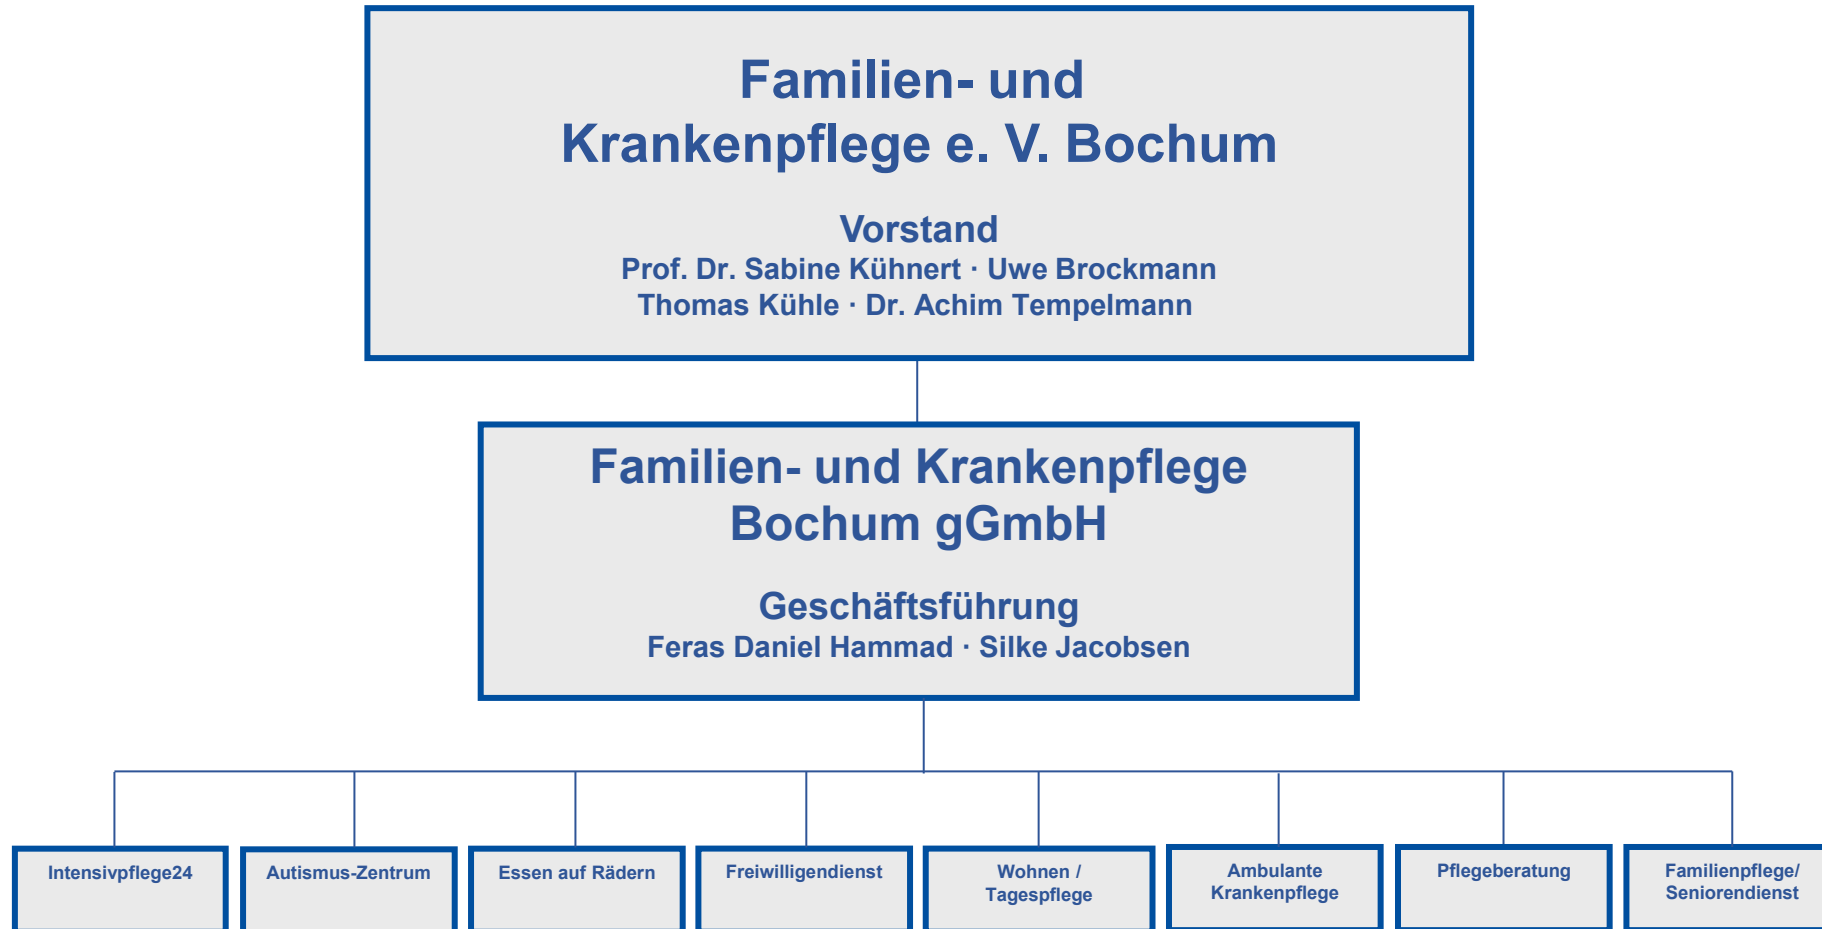 Familien- und
Krankenpflege e. V. Bochum
Vorstand
Prof. Dr. Sabine Kühnert · Uwe Brockmann
Thomas Kühle · Dr. Achim Tempelmann
Familien- und Krankenpflege
Bochum gGmbH
Geschäftsführung
Feras Daniel Hammad · Silke Jacobsen
Intensivpflege24
Autismus-Zentrum
Essen auf Rädern
Freiwilligendienst
Wohnen /
Tagespflege
Ambulante
Krankenpflege
Pflegeberatung
Familienpflege/
Seniorendienst